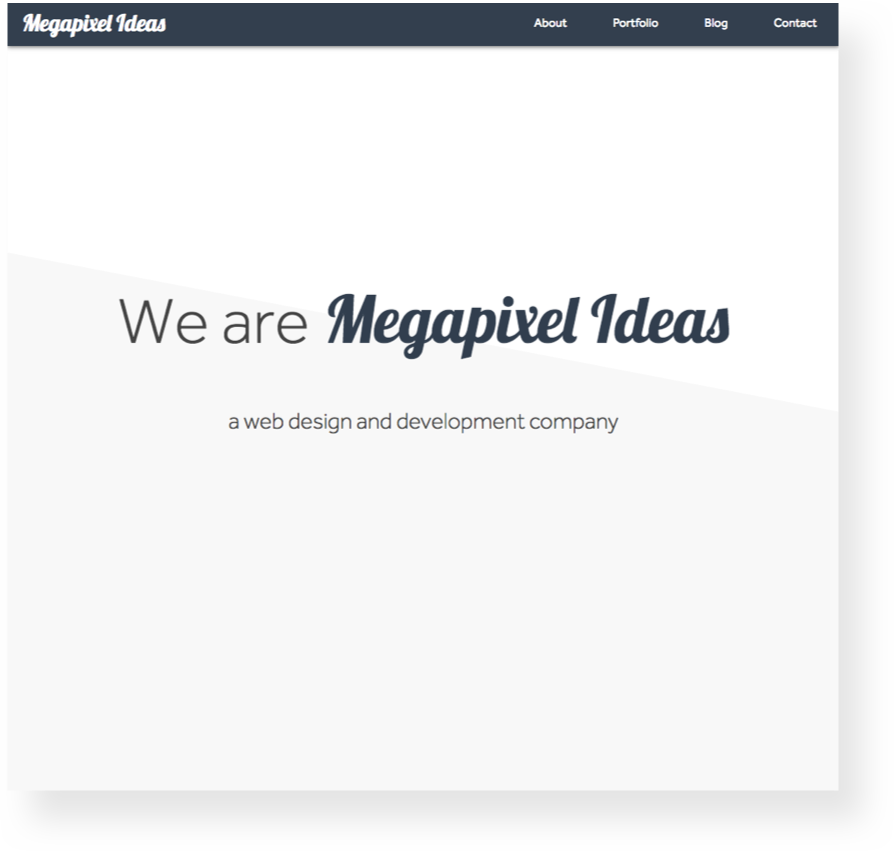 Megapixel Ideas About Portfolio Blog Contact
We are Megapixel Ideas
a web design and development company